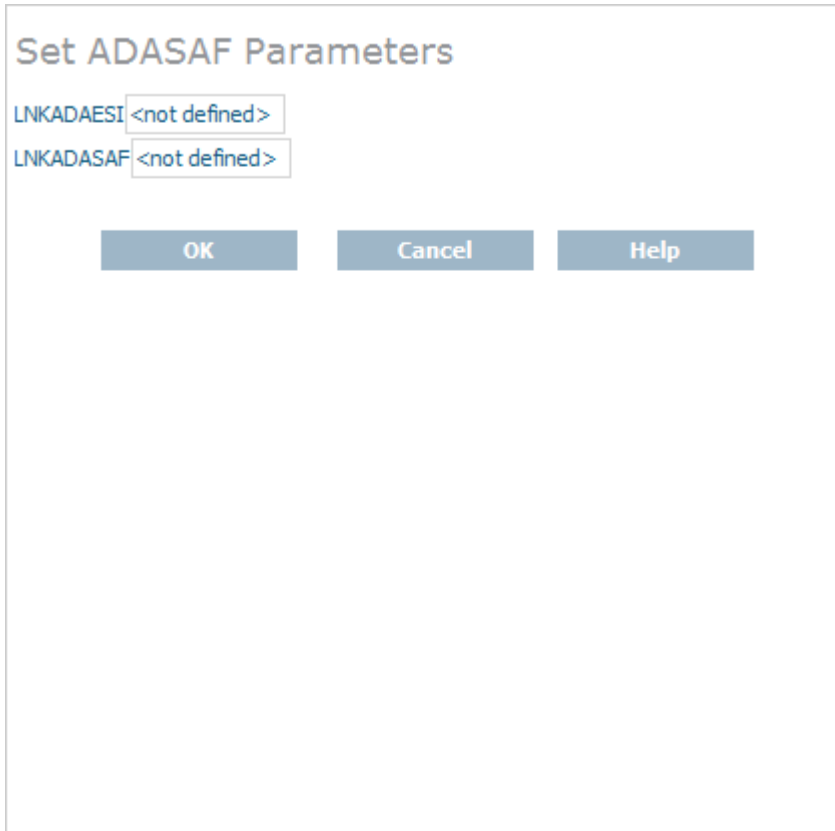 Set ADASAF Parameters
LNKADAESI <not defined>
LNKADASAF <not defined>
OK Cancel Help